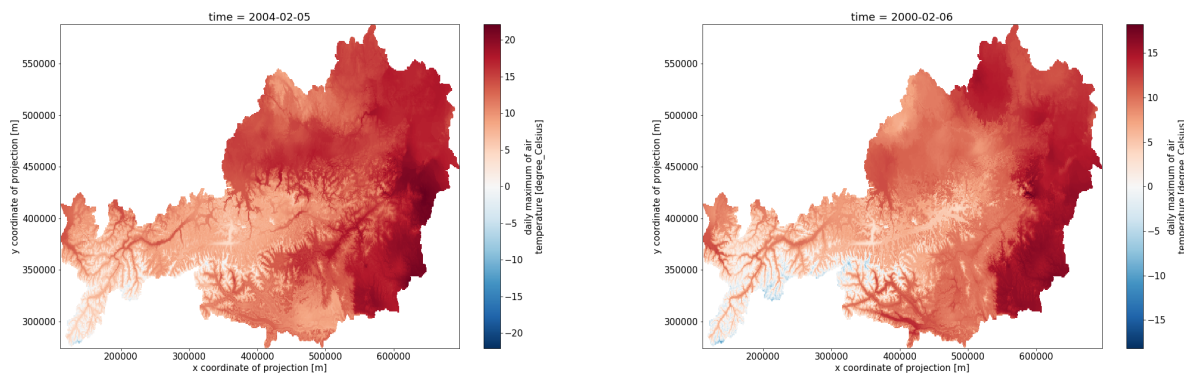 time = 2004-02-05
550000
500000
450000
400000
350000
300000
y coordinate of projection [m]
200000 300000 400000 500000 600000
x coordinate of projection [m]
20
15
10
5
0
−5
−10
−15
−20
daily maximum of air
temperature [degree_Celsius]
time = 2000-02-06
550000
500000
450000
400000
350000
300000
y coordinate of projection [m]
200000 300000 400000 500000 600000
x coordinate of projection [m]
15
10
5
0
−5
−10
−15
daily maximum of air
temperature [degree_Celsius]